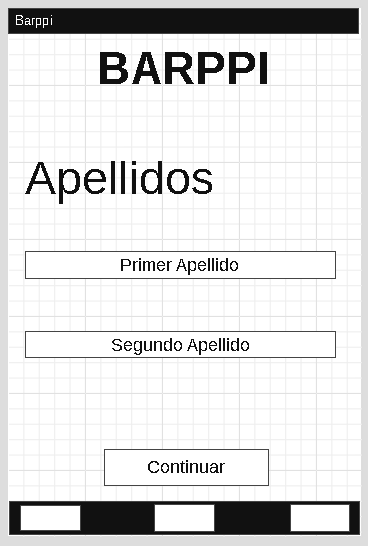 Barppi
BARPPI
Apellidos
Primer Apellido
Segundo Apellido
Continuar